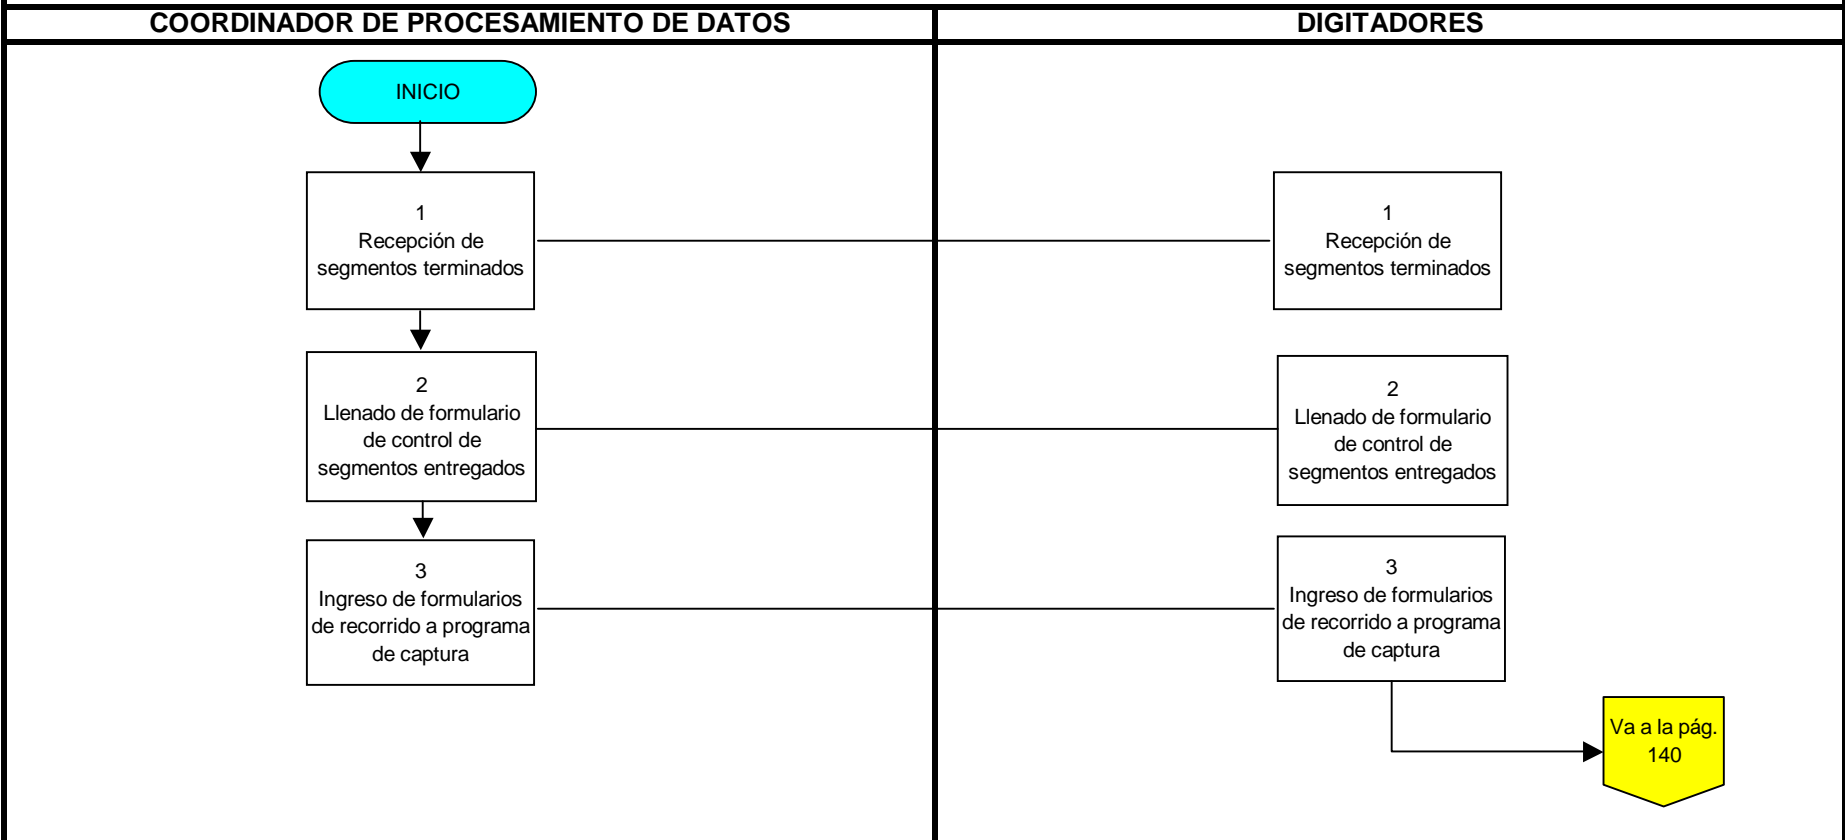 COORDINADOR DE PROCESAMIENTO DE DATOS
DIGITADORES
INICIO
1
Recepción de
segmentos terminados
1
Recepción de
segmentos terminados
2
Llenado de formulario
de control de
segmentos entregados
2
Llenado de formulario
de control de
segmentos entregados
3
Ingreso de formularios
de recorrido a programa
de captura
3
Ingreso de formularios
de recorrido a programa
de captura
Va a la pág.
140